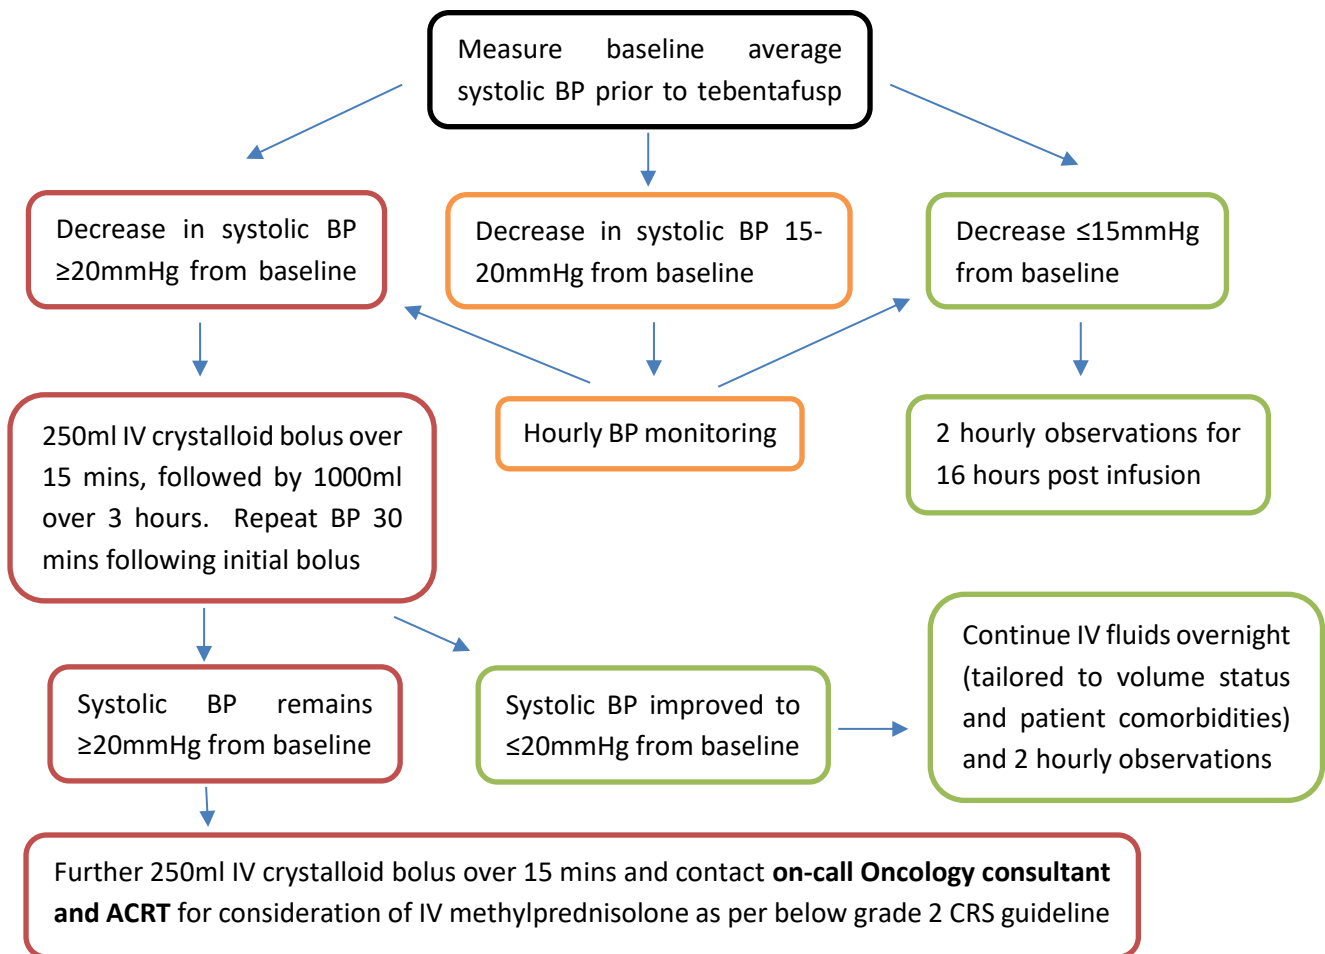 Measure baseline average
systolic BP prior to tebentafusp
Decrease in systolic BP
≥20mmHg from baseline
Decrease in systolic BP 15-
20mmHg from baseline
Decrease ≤15mmHg
from baseline
250ml IV crystalloid bolus over
15 mins, followed by 1000ml
over 3 hours. Repeat BP 30
mins following initial bolus
Hourly BP monitoring
2 hourly observations for
16 hours post infusion
Systolic BP remains
≥20mmHg from baseline
Systolic BP improved to
≤20mmHg from baseline
Continue IV fluids overnight
(tailored to volume status
and patient comorbidities)
and 2 hourly observations
Further 250ml IV crystalloid bolus over 15 mins and contact on-call Oncology consultant
and ACRT for consideration of IV methylprednisolone as per below grade 2 CRS guideline